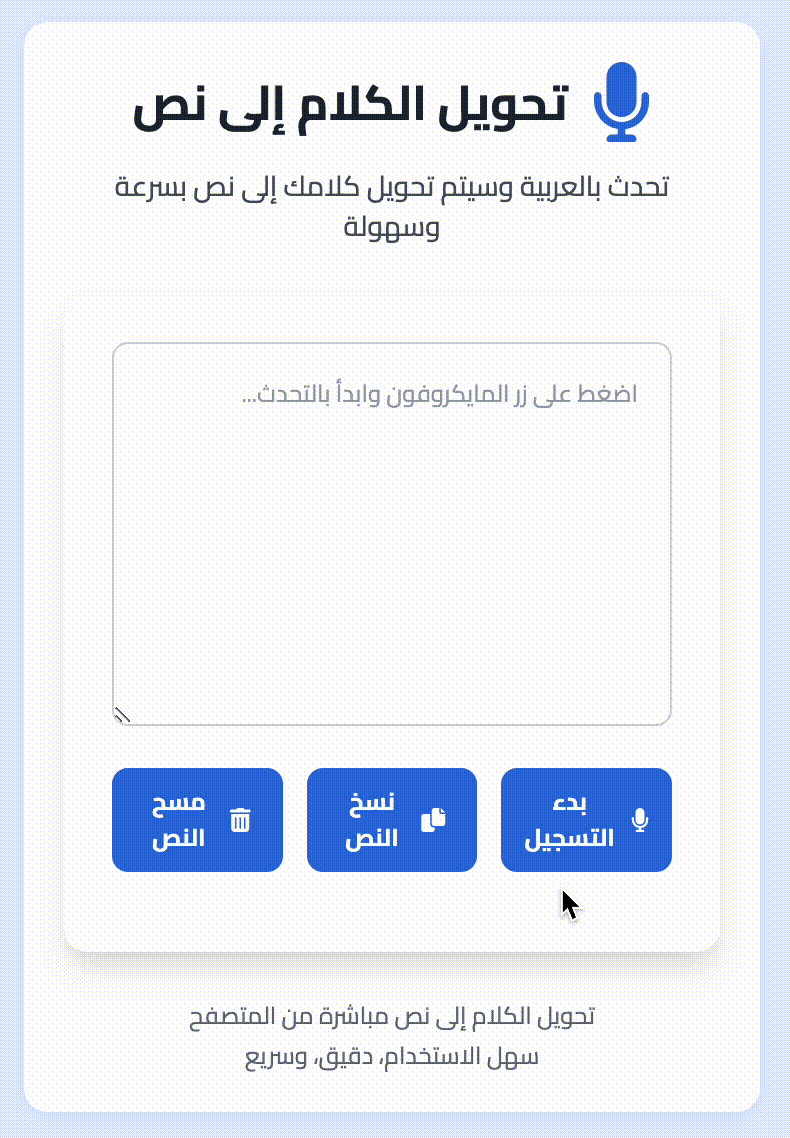 تحويل الكلام إلى نص
تحدث بالعربية وسيتم تحويل كلامك إلى نص بسرعة
وسهولة
اضغط على زر المايكروفون وابدأ بالتحدث...
بدء
التسجيل
نسخ
النص
مسح
النص
تحويل الكلام إلى نص مباشرة من المتصفح
سهل الاستخدام، دقيق، وسريع